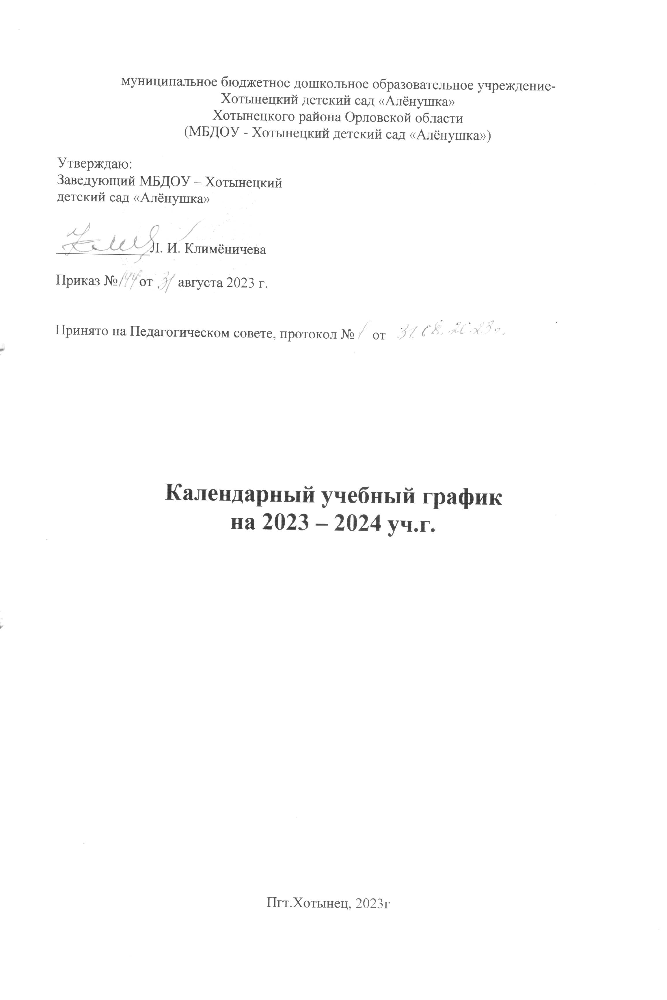 муниципальное бюджетное дошкольное образовательное учреждение-
Хотынецкий детский сад «Алёнушка»
Хотынецкого района Орловской области
(МБДОУ - Хотынецкий детский сад «Алёнушка»)
Утверждаю:
Заведующий МБДОУ – Хотынецкий
детский сад «Алёнушка»
____________Л. И. Климёничева
Приказ №144 от 31 августа 2023 г.
Принято на Педагогическом совете, протокол № 1 от 31.08.2023г.
Календарный учебный график
на 2023 – 2024 уч.г.
Пгт.Хотынец, 2023г